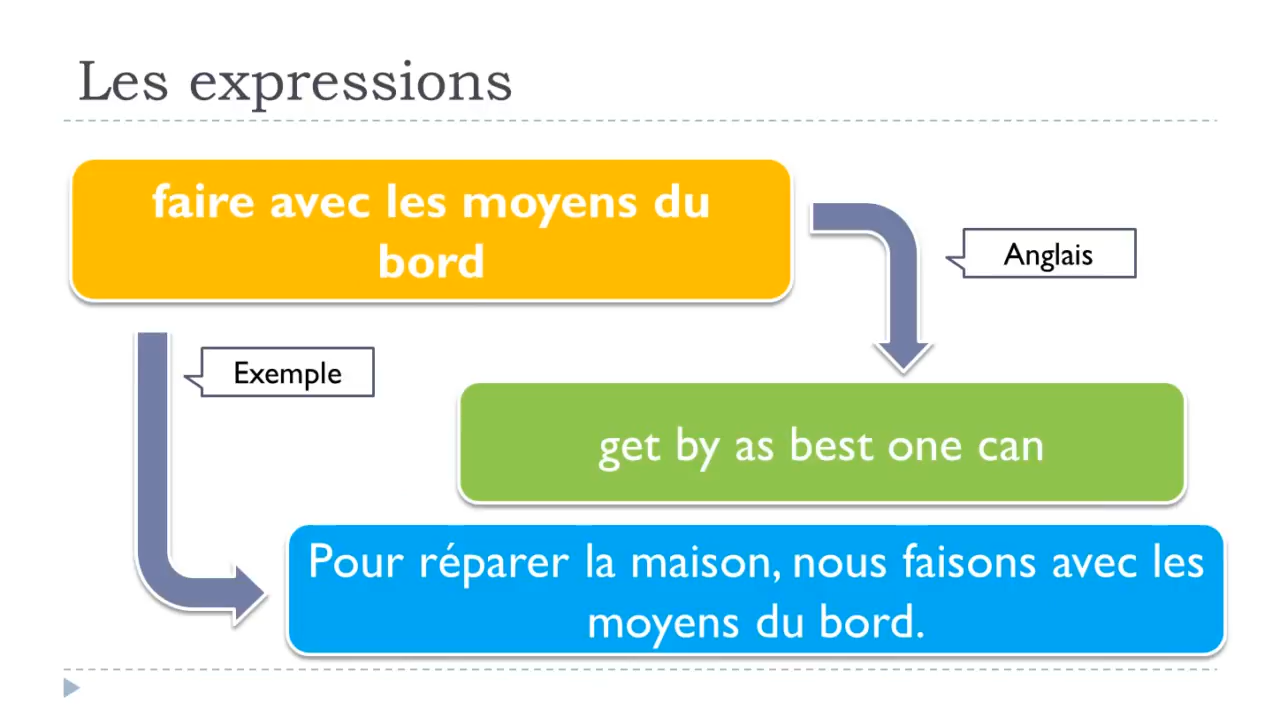 Les expressions
faire avec les moyens du
bord
Anglais
Exemple
get by as best one can
Pour réparer la maison, nous faisons avec les
moyens du bord.